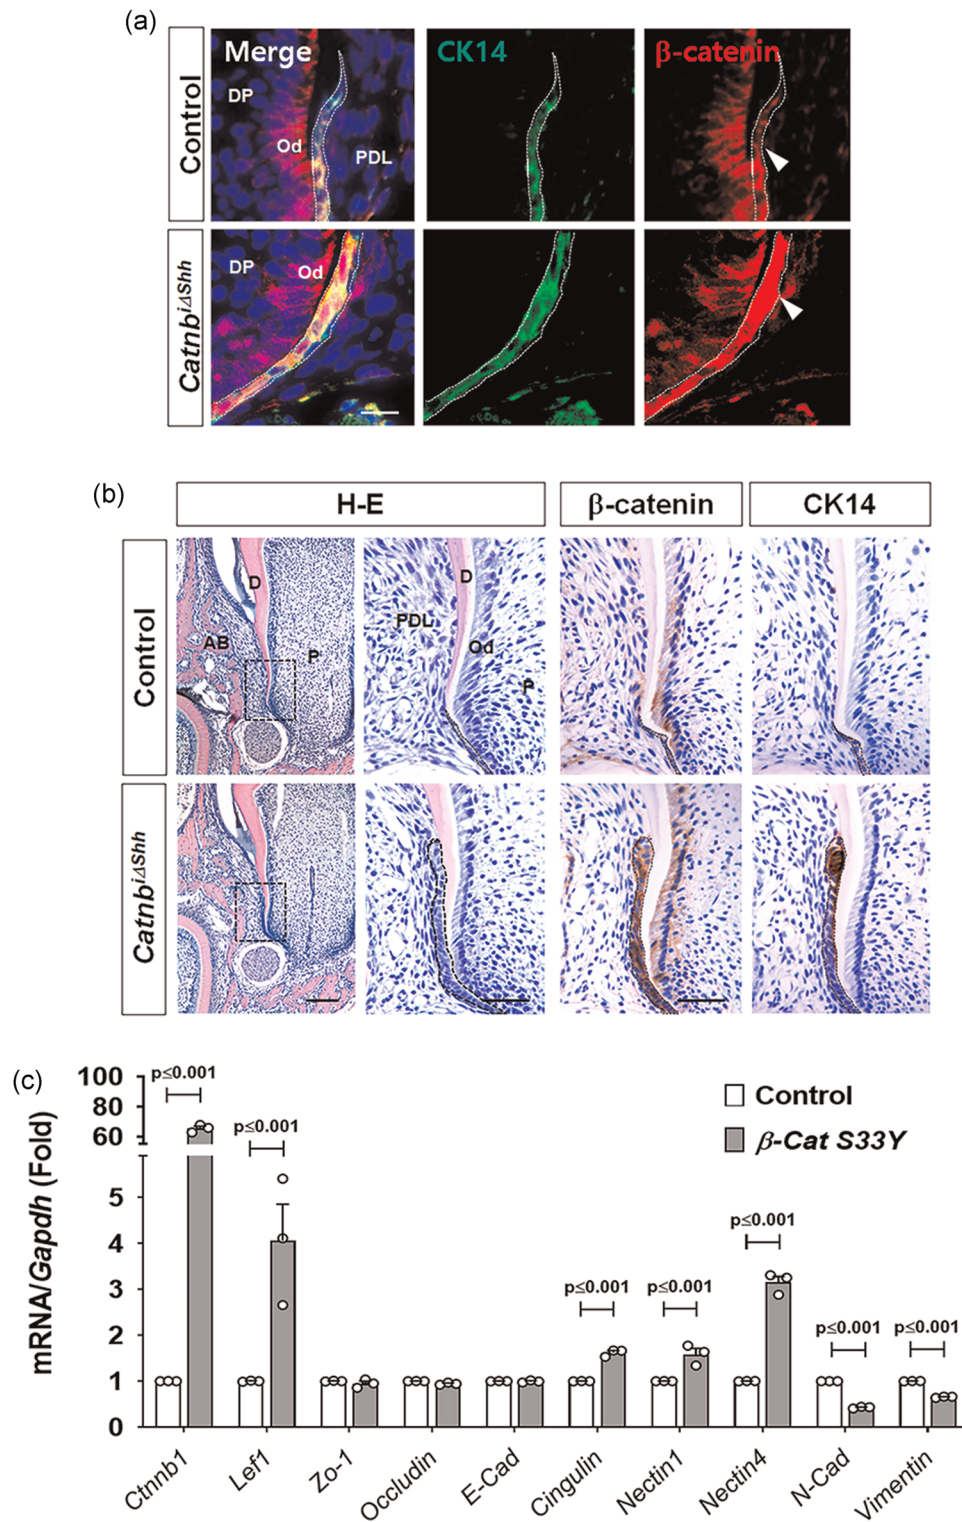 (a)
Merge
CK14
β-catenin
Control
DP
Od
PDL
Catnb^iΔShh
DP
Od
(b)
H-E
β-catenin
CK14
Control
D
AB
P
D
PDL
Od
P
Catnb^iΔShh
(c)
mRNA/Gapdh (Fold)
100
80
60
5
4
3
2
1
0
p≤0.001
p≤0.001
p≤0.001
p≤0.001
p≤0.001
p≤0.001
p≤0.001
Control
β-Cat S33Y
Ctnnb1
Lef1
Zo-1
Occludin
E-Cad
Cingulin
Nectin1
Nectin4
N-Cad
Vimentin